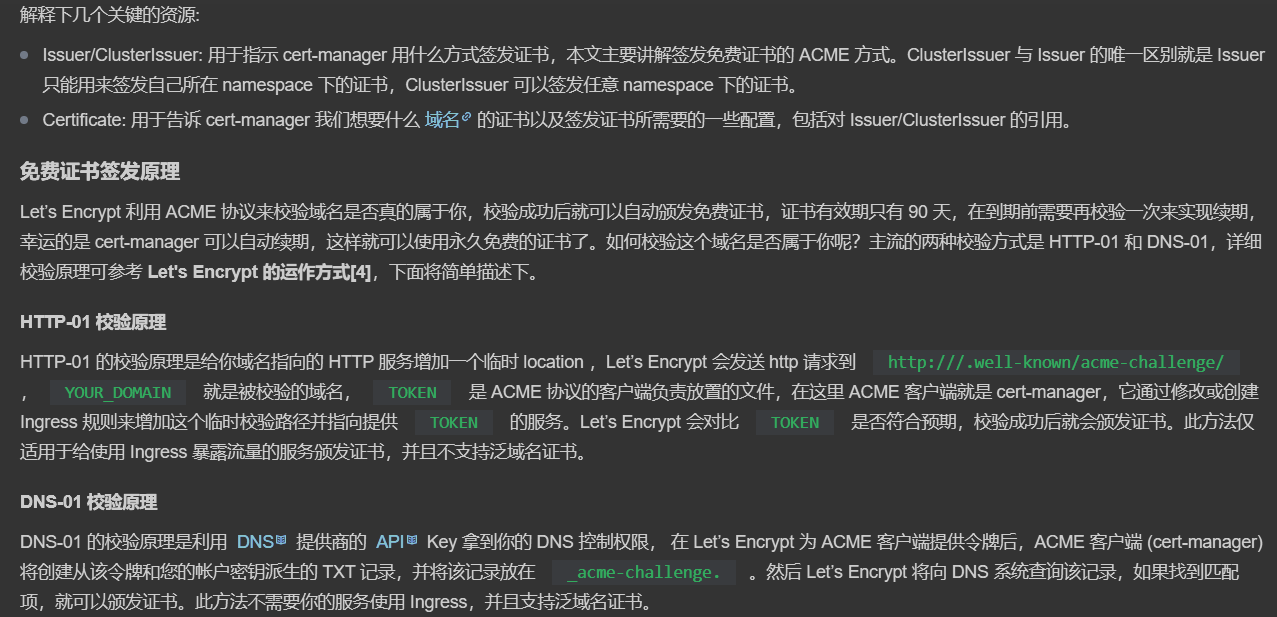 解释下几个关键的资源:
Issuer/ClusterIssuer: 用于指示 cert-manager 用什么方式签发证书，本文主要讲解签发免费证书的 ACME 方式。ClusterIssuer 与 Issuer 的唯一区别就是 Issuer
只能用来签发自己所在 namespace 下的证书，ClusterIssuer 可以签发任意 namespace 下的证书。
Certificate: 用于告诉 cert-manager 我们想要什么 域名 的证书以及签发证书所需要的一些配置，包括对 Issuer/ClusterIssuer 的引用。
免费证书签发原理
Let’s Encrypt 利用 ACME 协议来校验域名是否真的属于你，校验成功后就可以自动颁发免费证书，证书有效期只有 90 天，在到期前需要再校验一次来实现续期，
幸运的是 cert-manager 可以自动续期，这样就可以使用永久免费的证书了。如何校验这个域名是否属于你呢？主流的两种校验方式是 HTTP-01 和 DNS-01，详细
校验原理可参考 Let's Encrypt 的运作方式[4]，下面将简单描述下。
HTTP-01 校验原理
HTTP-01 的校验原理是给你域名指向的 HTTP 服务增加一个临时 location ，Let’s Encrypt 会发送 http 请求到 http:///.well-known/acme-challenge/
， YOUR_DOMAIN 就是被校验的域名， TOKEN 是 ACME 协议的客户端负责放置的文件，在这里 ACME 客户端就是 cert-manager，它通过修改或创建
Ingress 规则来增加这个临时校验路径并指向提供 TOKEN 的服务。Let’s Encrypt 会对比 TOKEN 是否符合预期，校验成功后就会颁发证书。此方法仅
适用于给使用 Ingress 暴露流量的服务颁发证书，并且不支持泛域名证书。
DNS-01 校验原理
DNS-01 的校验原理是利用 DNS 提供商的 API Key 拿到你的 DNS 控制权限， 在 Let’s Encrypt 为 ACME 客户端提供令牌后，ACME 客户端 (cert-manager)
将创建从该令牌和您的帐户密钥派生的 TXT 记录，并将该记录放在 _acme-challenge. 。然后 Let’s Encrypt 将向 DNS 系统查询该记录，如果找到匹配
项，就可以颁发证书。此方法不需要你的服务使用 Ingress，并且支持泛域名证书。